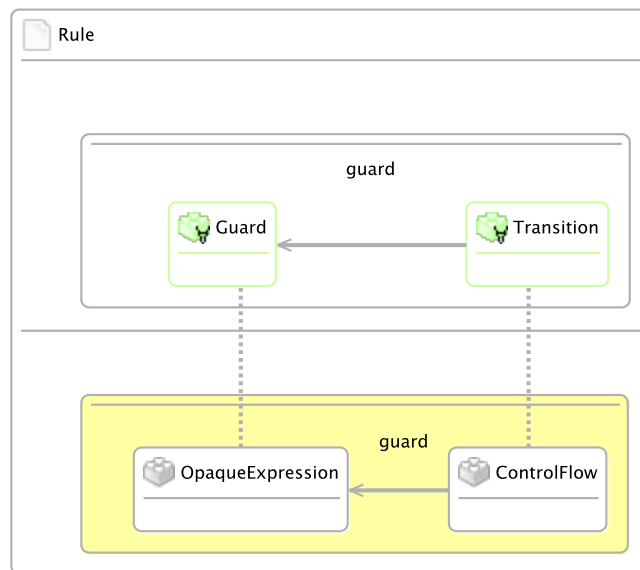 Rule
guard
Guard
Transition
guard
OpaqueExpression
ControlFlow